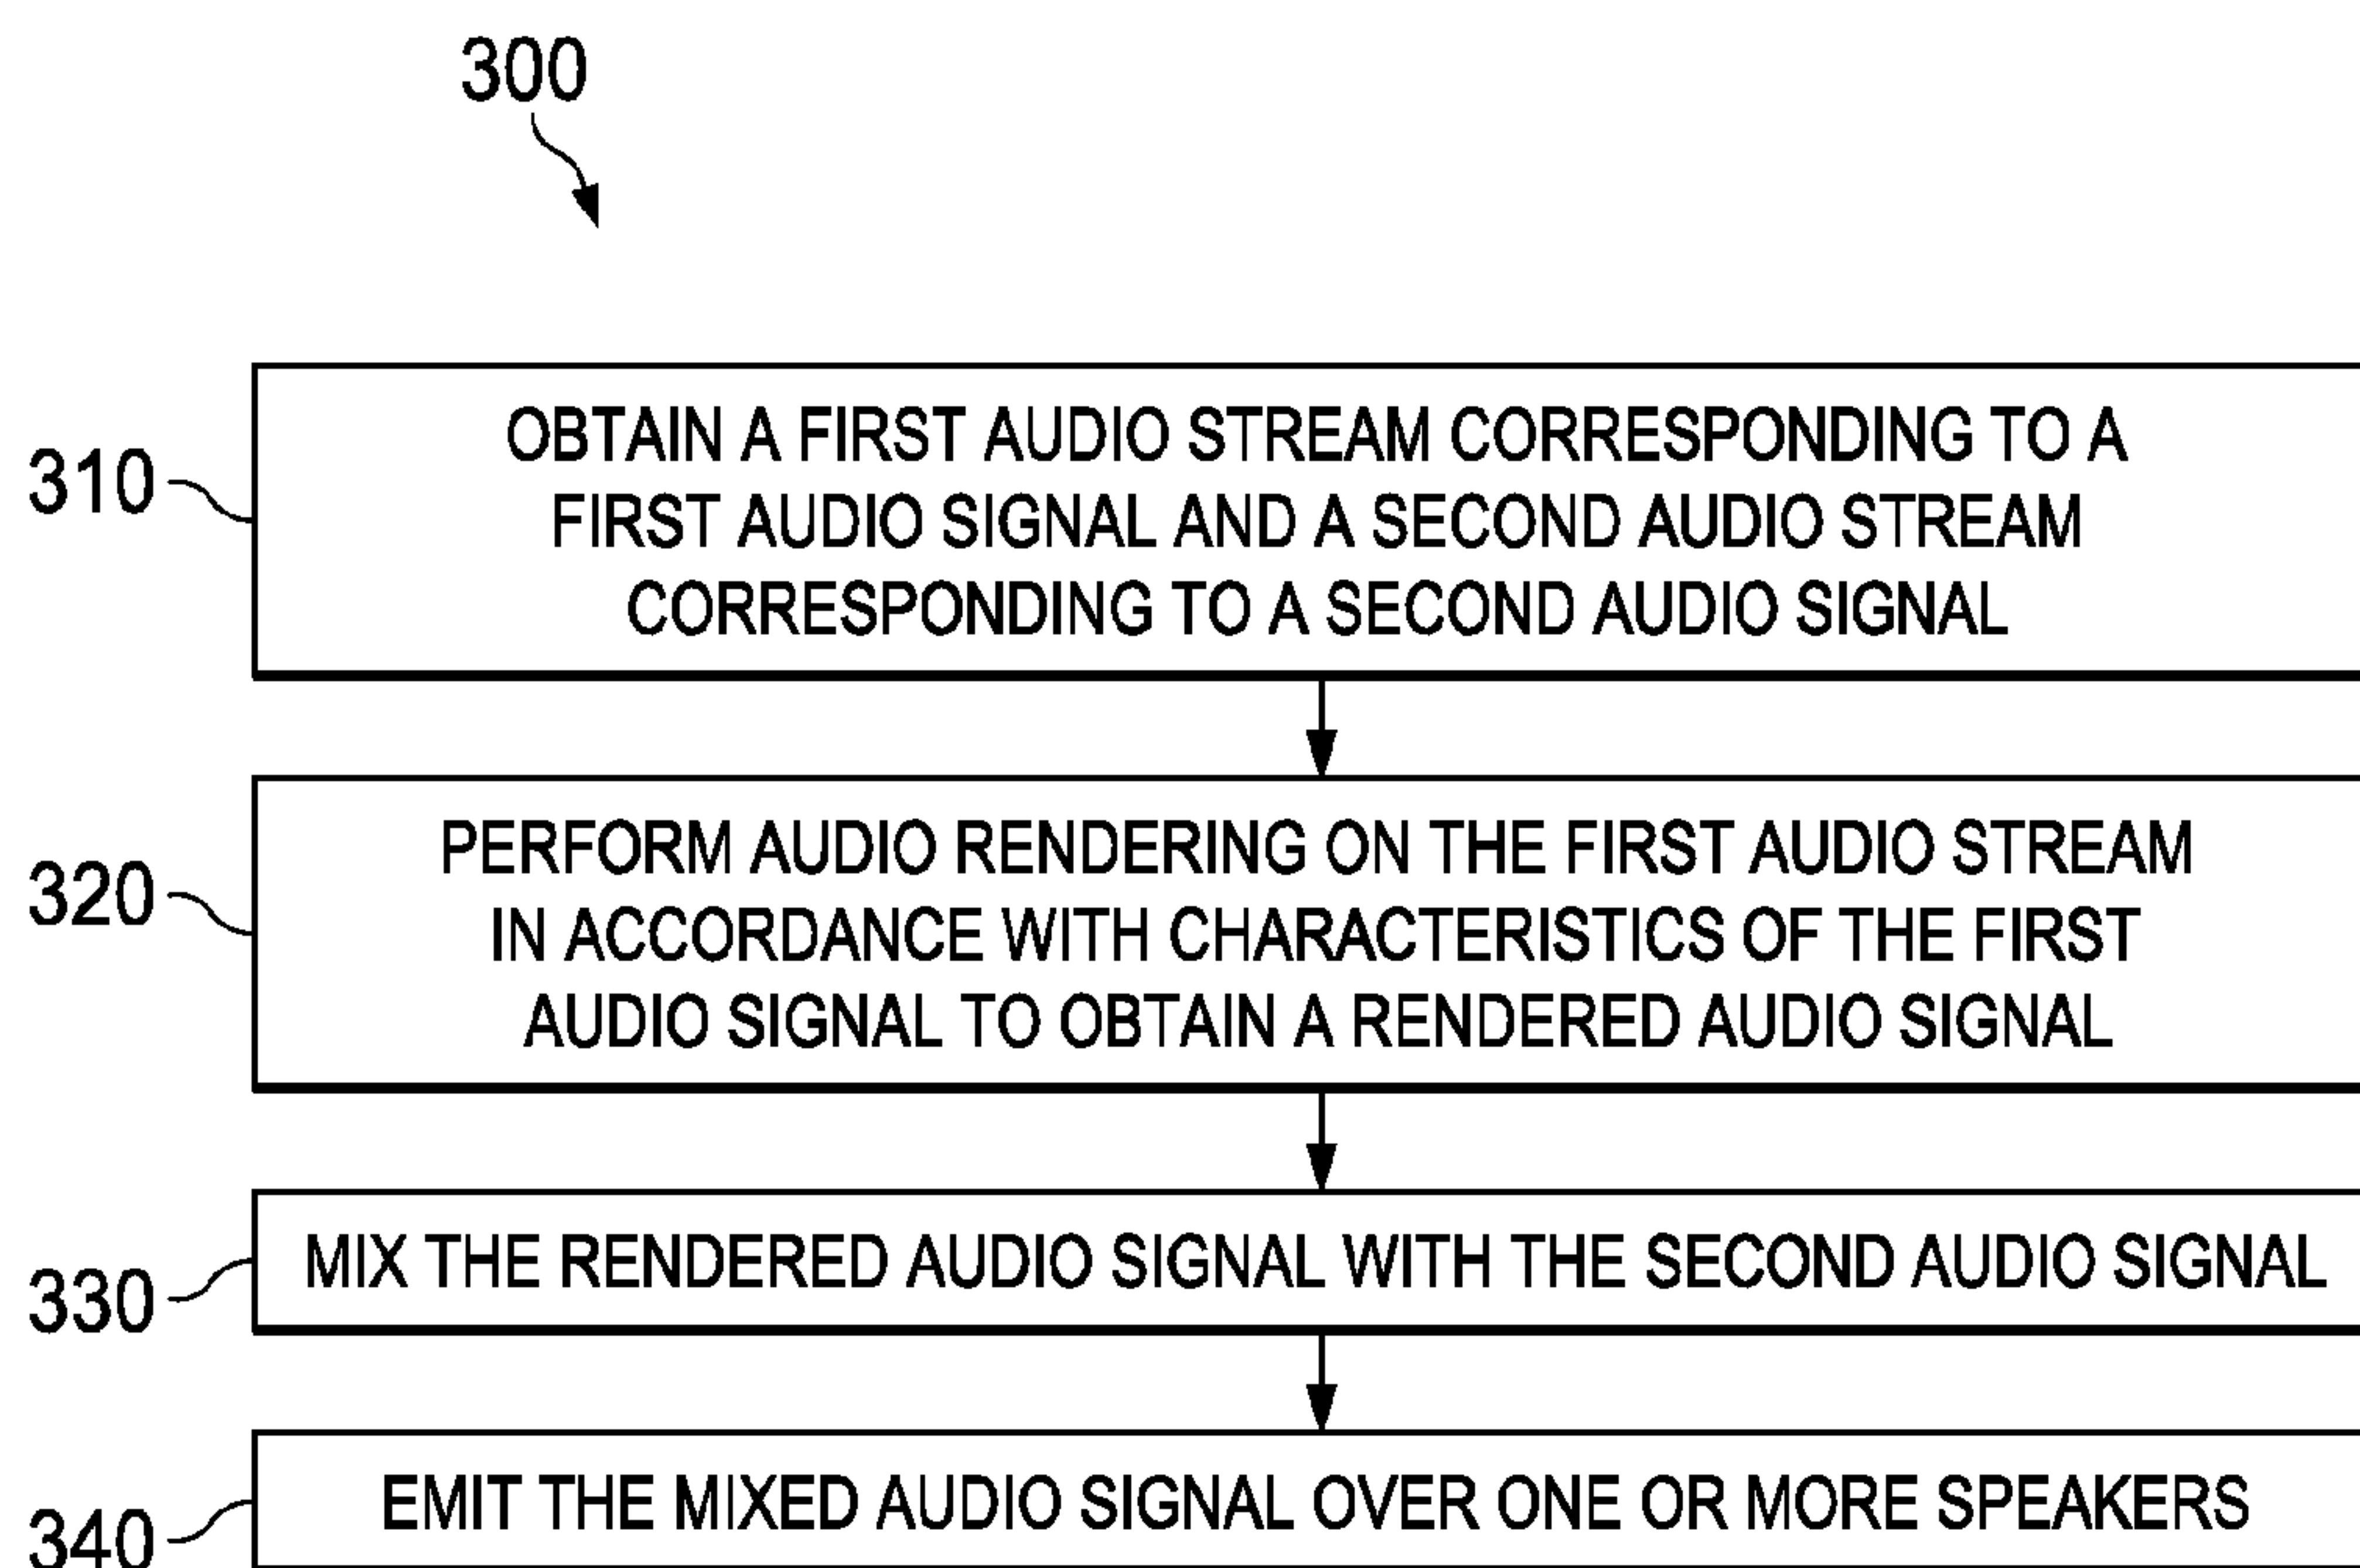 300
310
OBTAIN A FIRST AUDIO STREAM CORRESPONDING TO A
FIRST AUDIO SIGNAL AND A SECOND AUDIO STREAM
CORRESPONDING TO A SECOND AUDIO SIGNAL
320
PERFORM AUDIO RENDERING ON THE FIRST AUDIO STREAM
IN ACCORDANCE WITH CHARACTERISTICS OF THE FIRST
AUDIO SIGNAL TO OBTAIN A RENDERED AUDIO SIGNAL
330
MIX THE RENDERED AUDIO SIGNAL WITH THE SECOND AUDIO SIGNAL
340
EMIT THE MIXED AUDIO SIGNAL OVER ONE OR MORE SPEAKERS